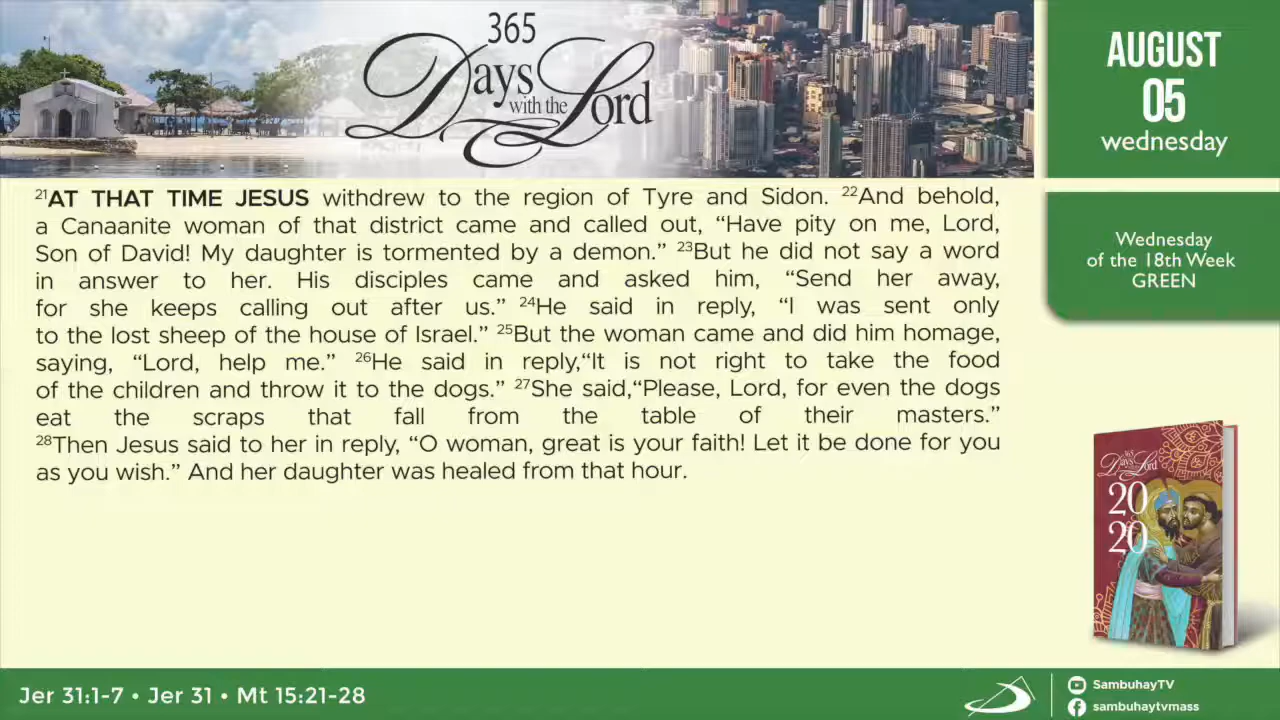 365
Days with the Lord
AUGUST
05
wednesday
21AT THAT TIME JESUS withdrew to the region of Tyre and Sidon. 22And behold,
a Canaanite woman of that district came and called out, “Have pity on me, Lord,
Son of David! My daughter is tormented by a demon.” 23But he did not say a word
in answer to her. His disciples came and asked him, “Send her away,
for she keeps calling out after us.” 24He said in reply, “I was sent only
to the lost sheep of the house of Israel.” 25But the woman came and did him homage,
saying, “Lord, help me.” 26He said in reply,“It is not right to take the food
of the children and throw it to the dogs.” 27She said,“Please, Lord, for even the dogs
eat the scraps that fall from the table of their masters.”
28Then Jesus said to her in reply, “O woman, great is your faith! Let it be done for you
as you wish.” And her daughter was healed from that hour.
Wednesday
of the 18th Week
GREEN
365
Days with the Lord
20
20
Jer 31:1-7 • Jer 31 • Mt 15:21-28
SambuhayTV
sambuhaytvmass